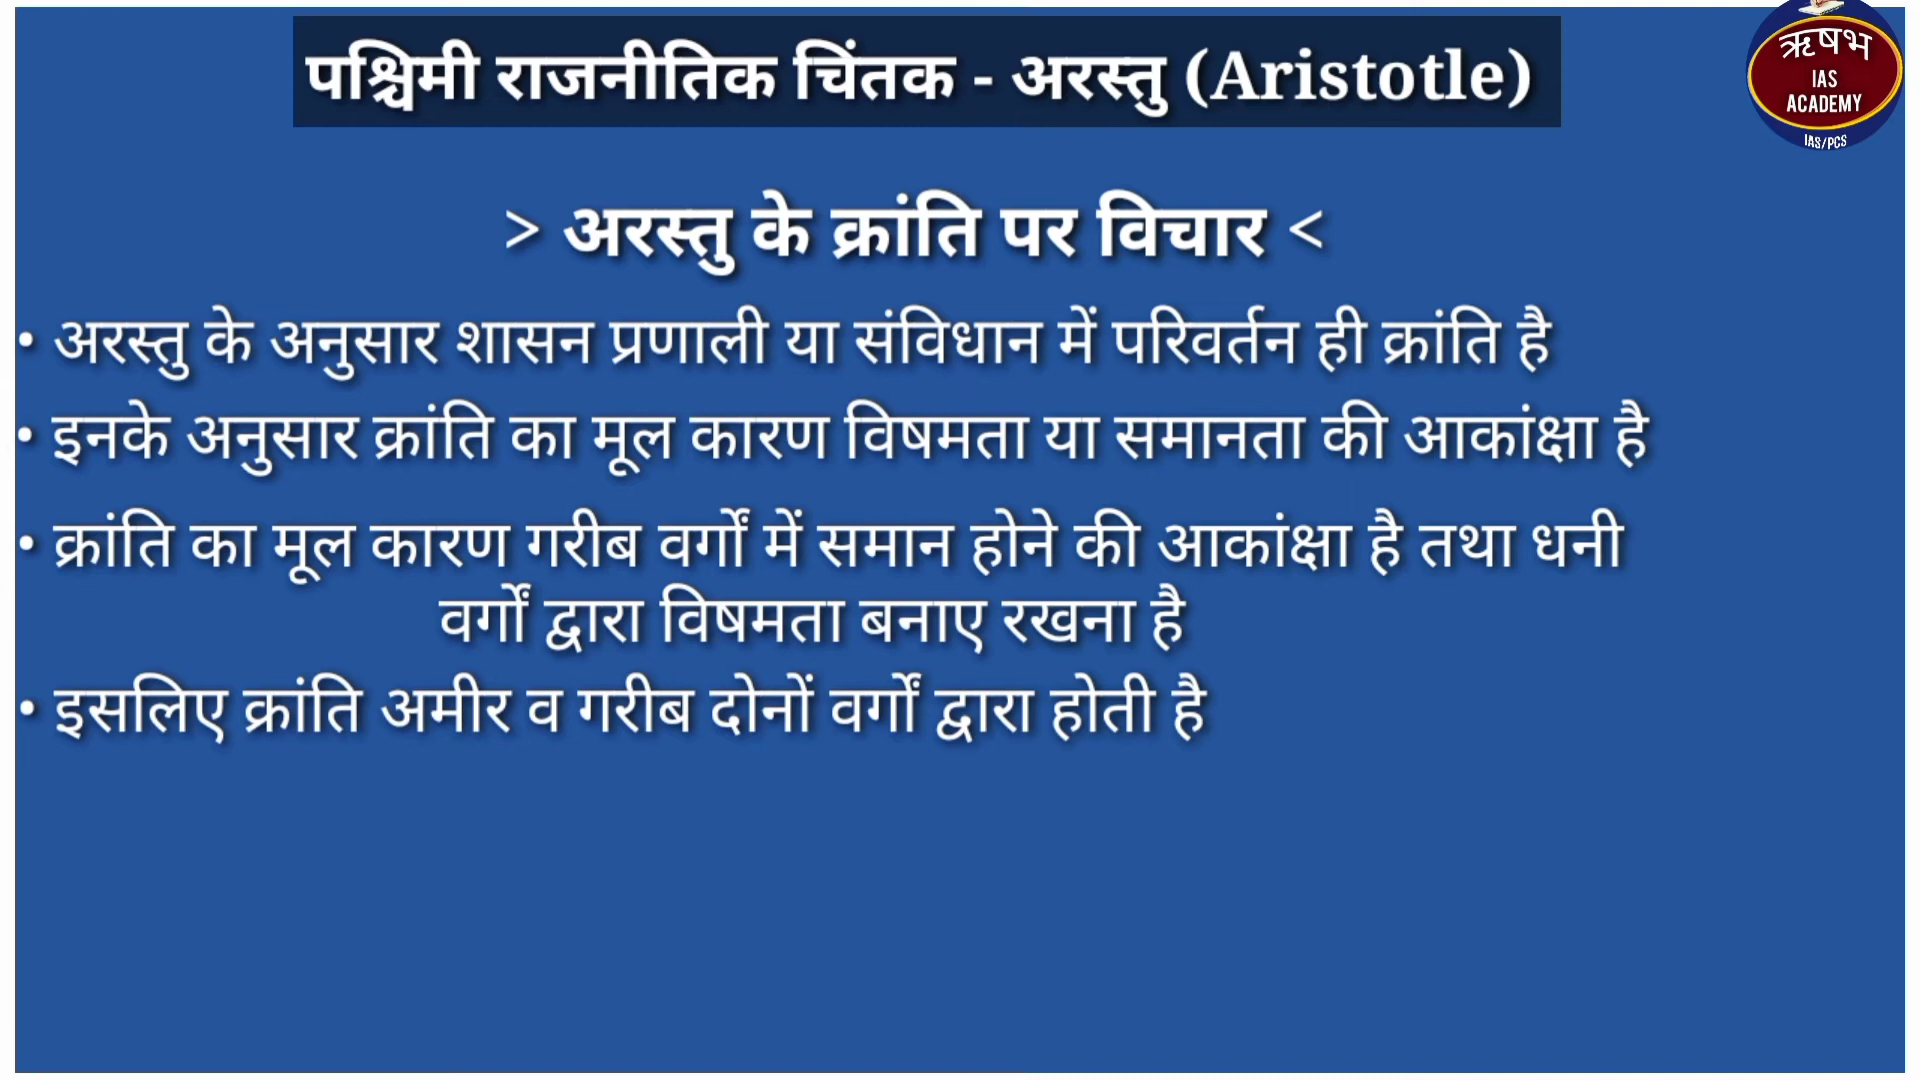 पश्चिमी राजनीतिक चिंतक - अरस्तु (Aristotle)
ऋषभ
IAS
ACADEMY
IAS/PCS
> अरस्तु के क्रांति पर विचार <
• अरस्तु के अनुसार शासन प्रणाली या संविधान में परिवर्तन ही क्रांति है
• इनके अनुसार क्रांति का मूल कारण विषमता या समानता की आकांक्षा है
• क्रांति का मूल कारण गरीब वर्गों में समान होने की आकांक्षा है तथा धनी
वर्गों द्वारा विषमता बनाए रखना है
• इसलिए क्रांति अमीर व गरीब दोनों वर्गों द्वारा होती है